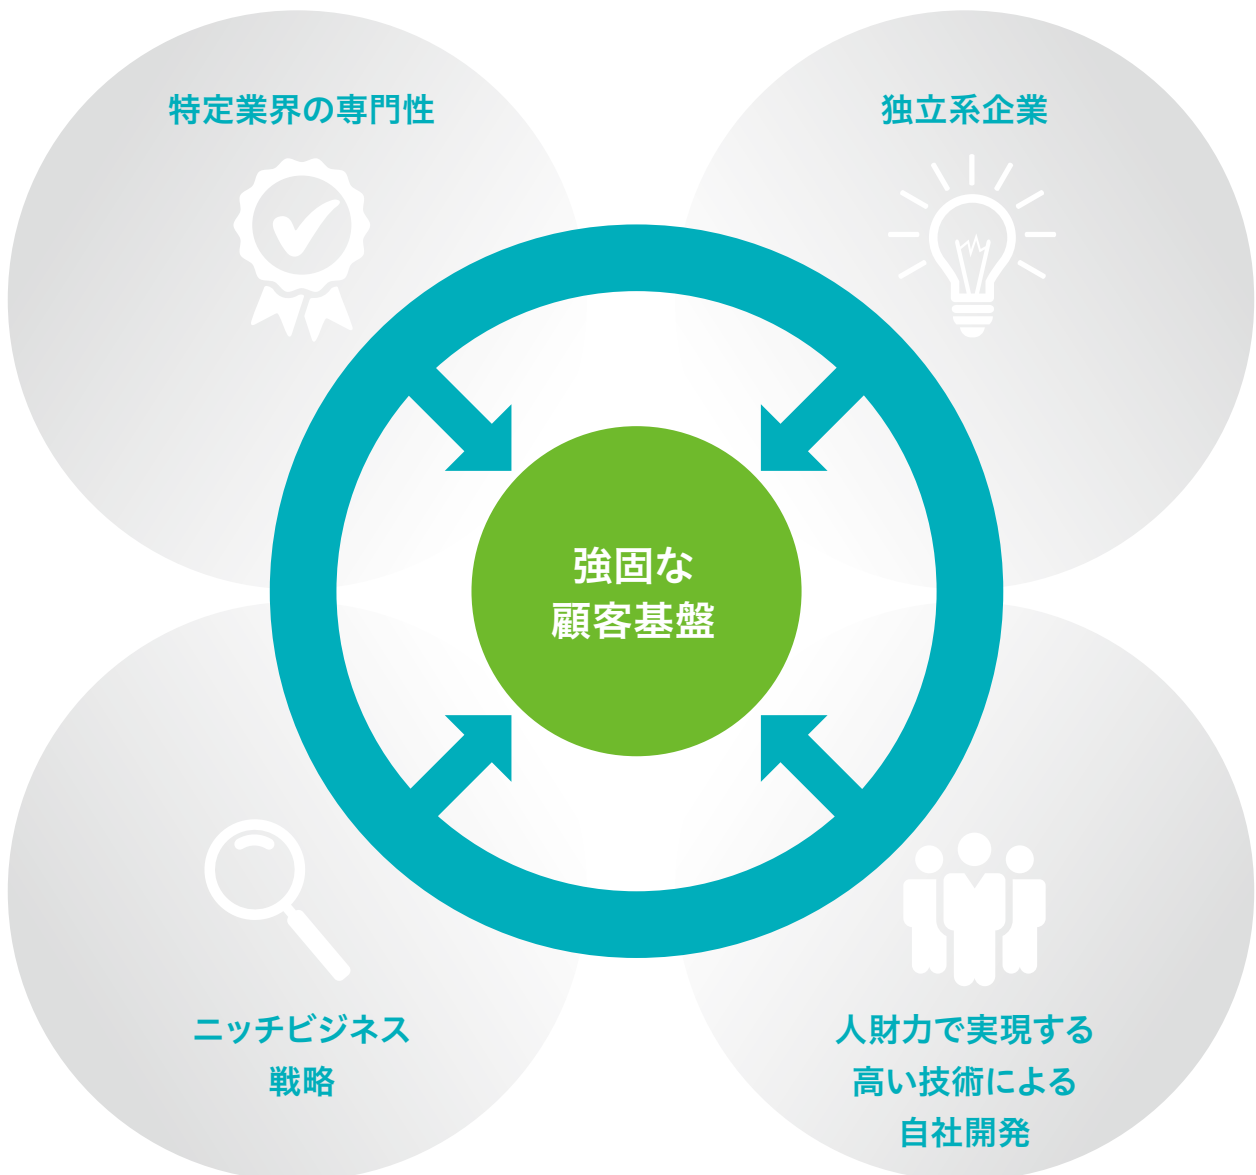 特定業界の専門性
独立系企業
強固な
顧客基盤
ニッチビジネス
戦略
人財力で実現する
高い技術による
自社開発